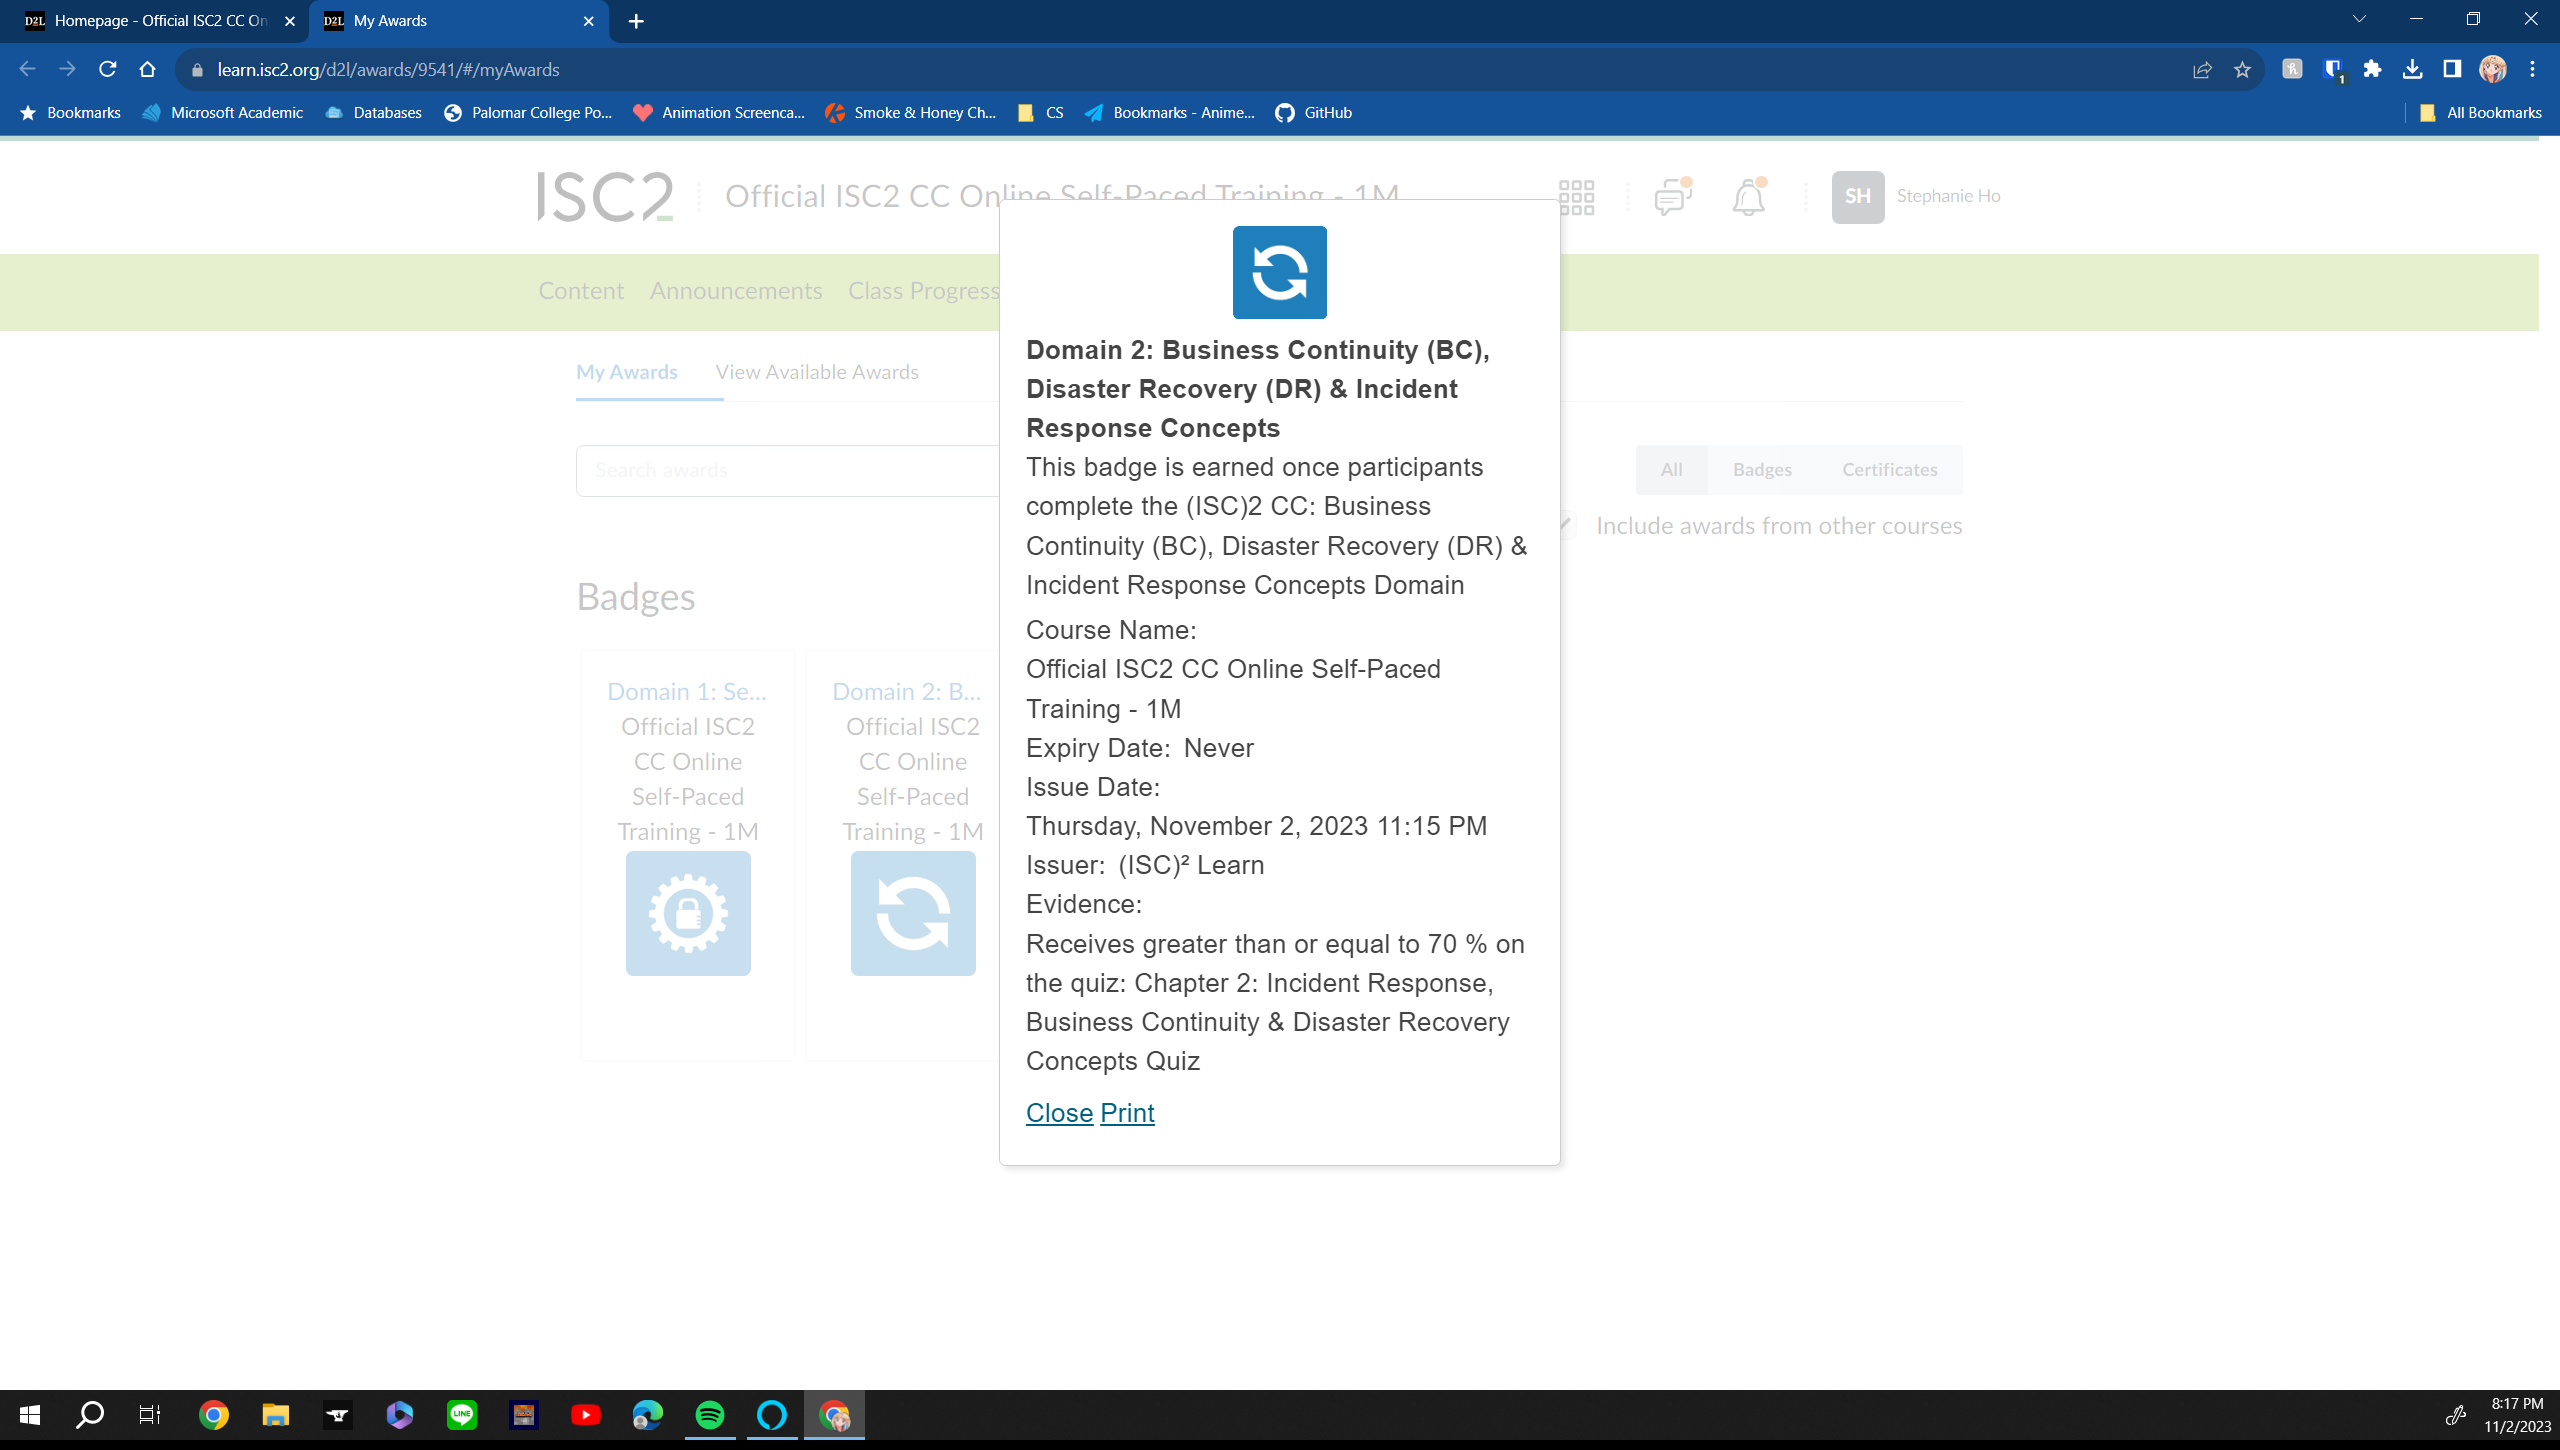 Homepage - Official ISC2 CC On
My Awards
learn.isc2.org/d2l/awards/9541/#/myAwards
Bookmarks
Microsoft Academic
Databases
Palomar College Po...
Animation Screenca...
Smoke & Honey Ch...
CS
Bookmarks - Anime...
GitHub
All Bookmarks
ISC2
Official ISC2 CC Online Self-Paced Training - 1M
SH
Stephanie Ho
Content
Announcements
Class Progress
My Awards
View Available Awards
Search awards
All
Badges
Certificates
Include awards from other courses
Badges
Domain 1: Se...
Official ISC2
CC Online
Self-Paced
Training - 1M
Domain 2: B...
Official ISC2
CC Online
Self-Paced
Training - 1M
Domain 2: Business Continuity (BC),
Disaster Recovery (DR) & Incident
Response Concepts
This badge is earned once participants
complete the (ISC)2 CC: Business
Continuity (BC), Disaster Recovery (DR) &
Incident Response Concepts Domain
Course Name:
Official ISC2 CC Online Self-Paced
Training - 1M
Expiry Date: Never
Issue Date:
Thursday, November 2, 2023 11:15 PM
Issuer: (ISC)² Learn
Evidence:
Receives greater than or equal to 70 % on
the quiz: Chapter 2: Incident Response,
Business Continuity & Disaster Recovery
Concepts Quiz
Close Print
8:17 PM
11/2/2023